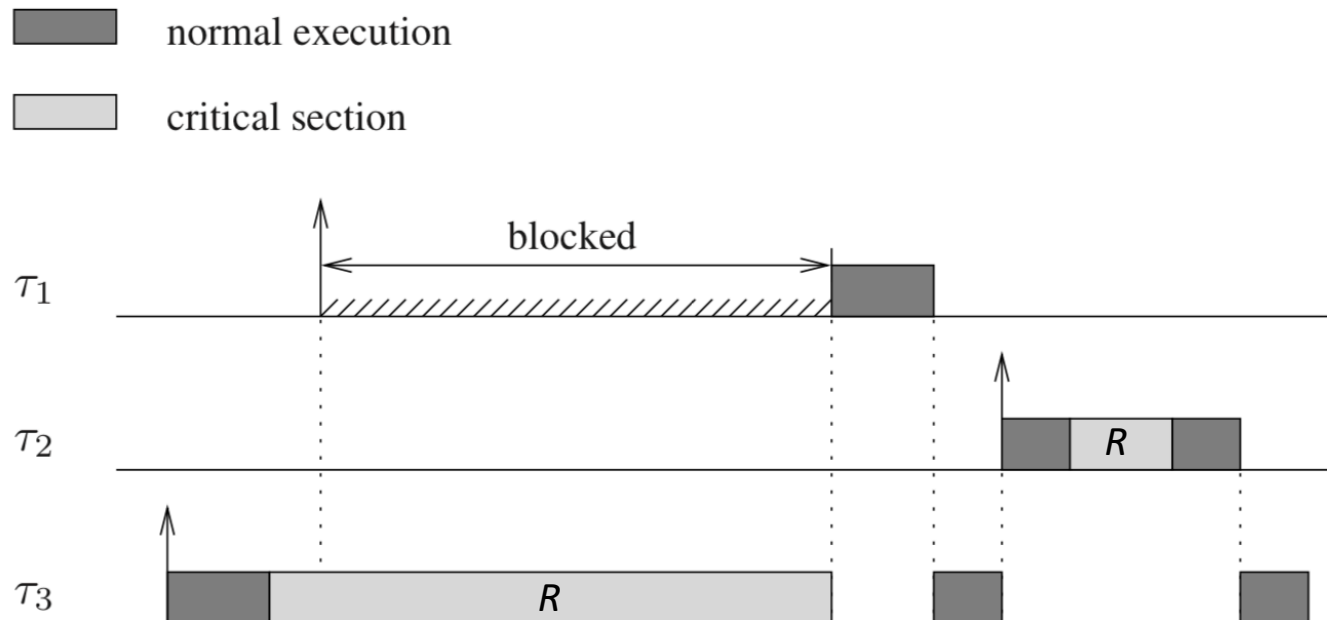 normal execution
critical section
blocked
τ1
τ2
R
τ3
R